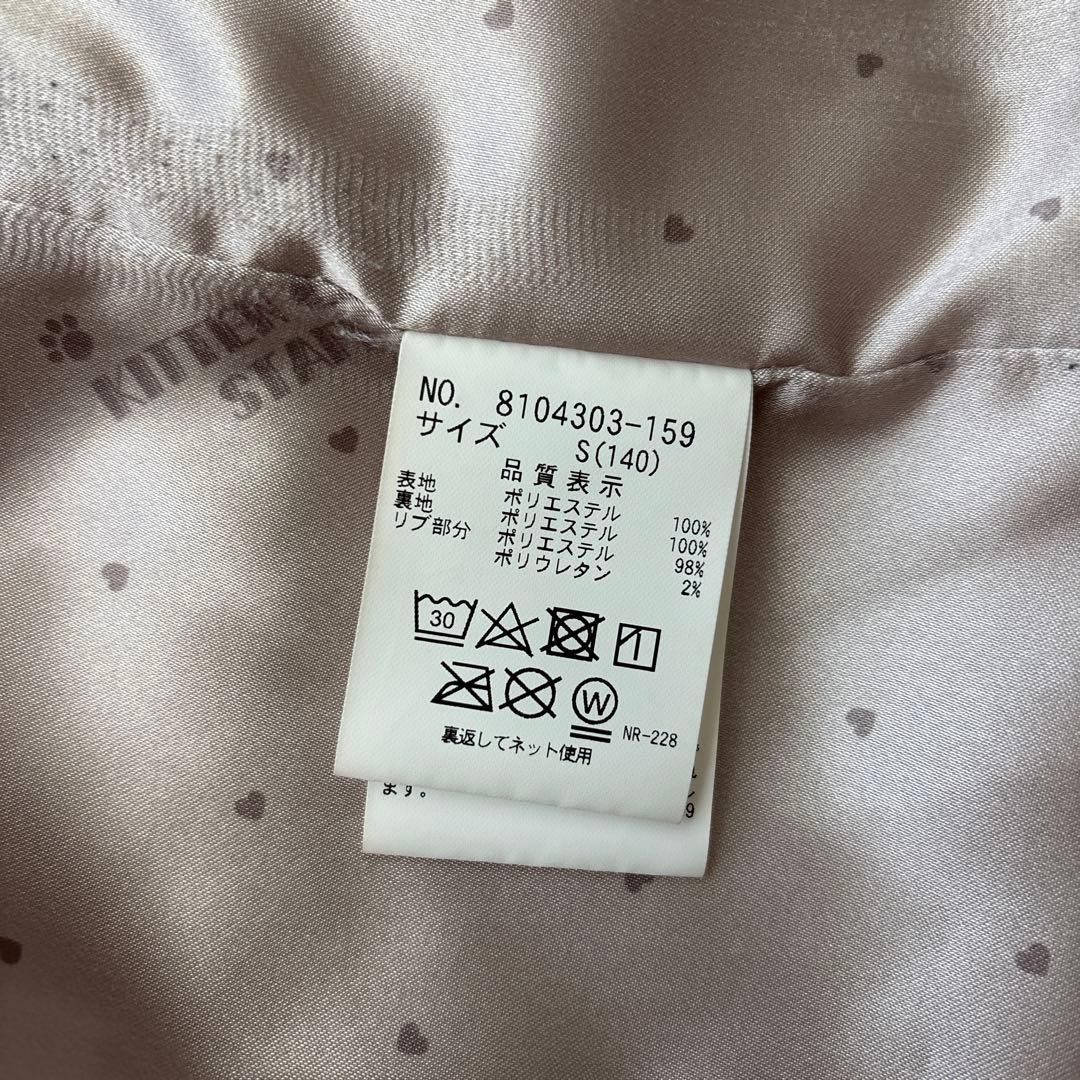 KITTEN
STAR
NO. 8104303-159
サイズ S(140)
品質表示
表地 ポリエステル 100%
裏地 ポリエステル 100%
リブ部分 ポリエステル 98%
ポリウレタン 2%
30
W
NR-228
裏返してネット使用
ます。
9